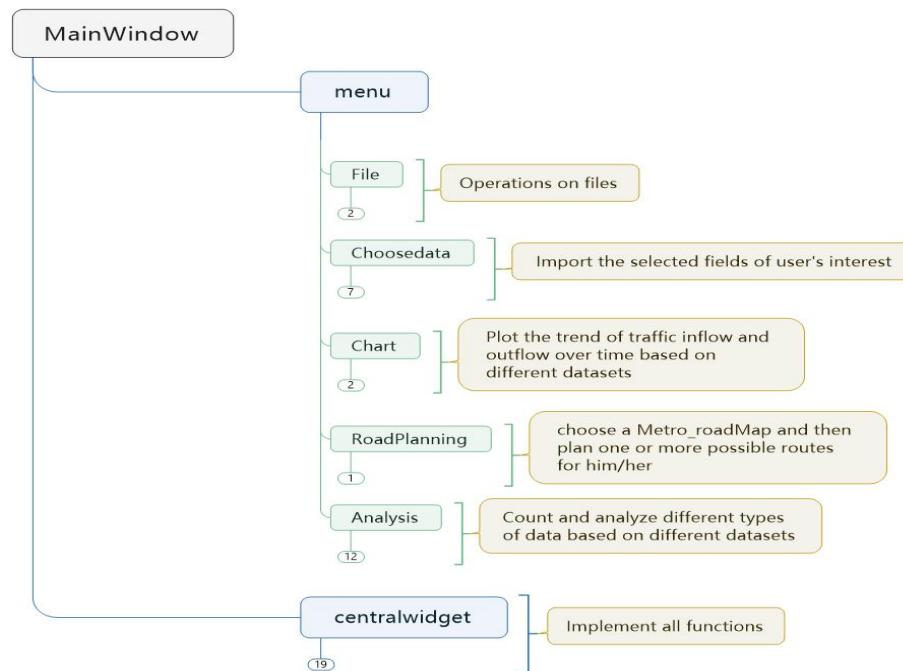 MainWindow
menu
File
Operations on files
2
Choosedata
Import the selected fields of user's interest
7
Chart
Plot the trend of traffic inflow and
outflow over time based on
different datasets
2
RoadPlanning
choose a Metro_roadMap and then
plan one or more possible routes
for him/her
1
Analysis
Count and analyze different types
of data based on different datasets
12
centralwidget
Implement all functions
19